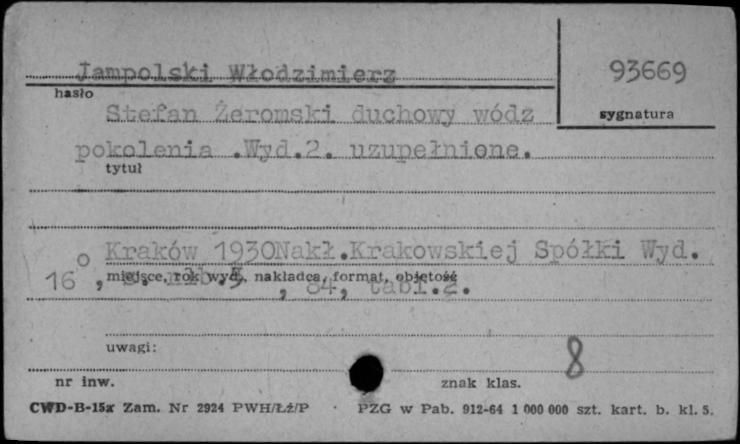 Jampolski Włodzimierz
93669
hasło
Stefan Żeromski duchowy wódz
sygnatura
pokolenia .Wyd.2. uzupełnione.
tytuł
Kraków 1930Nakł.Krakowskiej Spółki Wyd.
miejsce, rok wyd., nakładca, format, objętość
16° , s. nlb. , 84, tabl.2.
uwagi:
8
nr inw.
znak klas.
CWD-B-15a Zam. Nr 2924 PWH/Łż/P · PZG w Pab. 912-64 1 000 000 szt. kart. b. kl. 5.